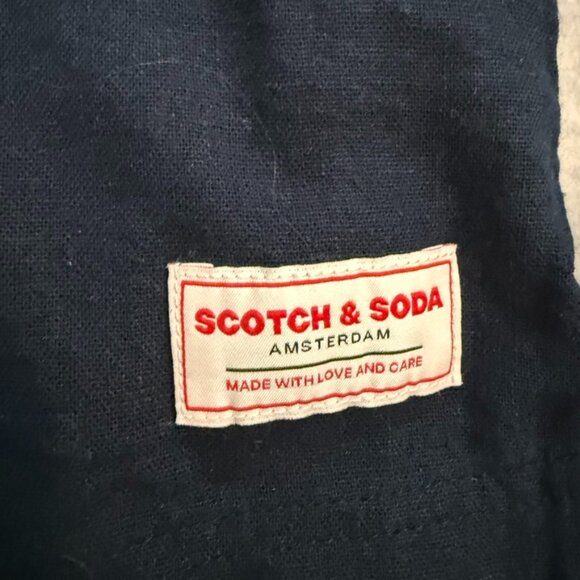 SCOTCH & SODA
AMSTERDAM
MADE WITH LOVE AND CARE